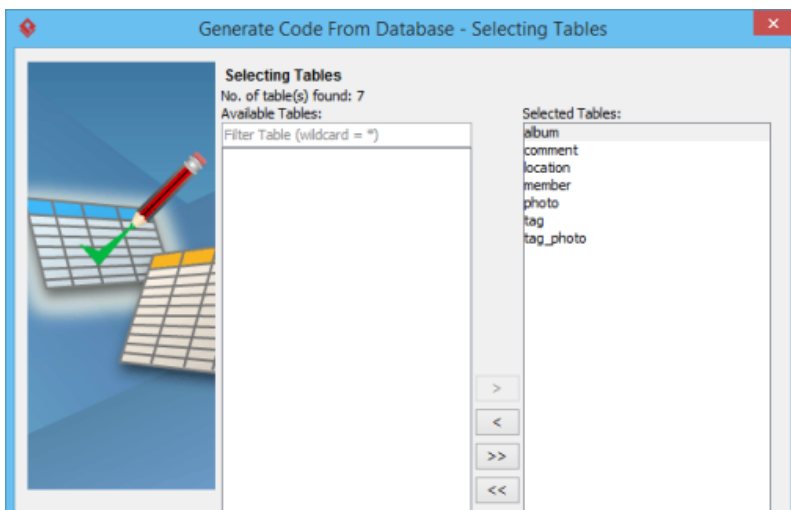 Generate Code From Database - Selecting Tables
×
Selecting Tables
No. of table(s) found: 7
Available Tables:
Filter Table (wildcard = *)
Selected Tables:
album
comment
location
member
photo
tag
tag_photo
>
<
>>
<<